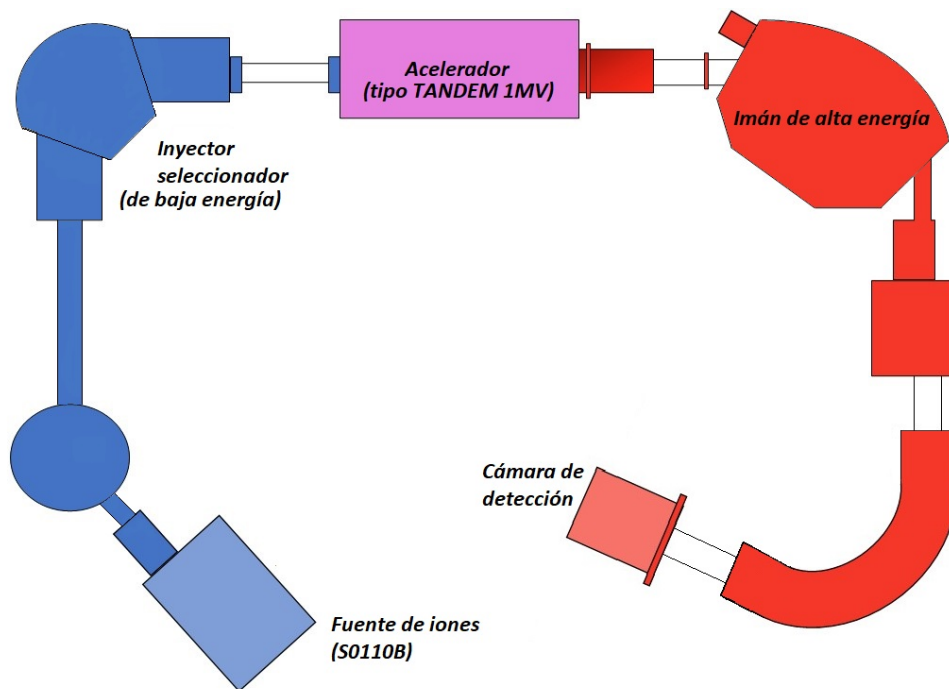 Acelerador
(tipo TANDEM 1MV)
Imán de alta energía
Inyector
seleccionador
(de baja energía)
Cámara de
detección
Fuente de iones
(S0110B)